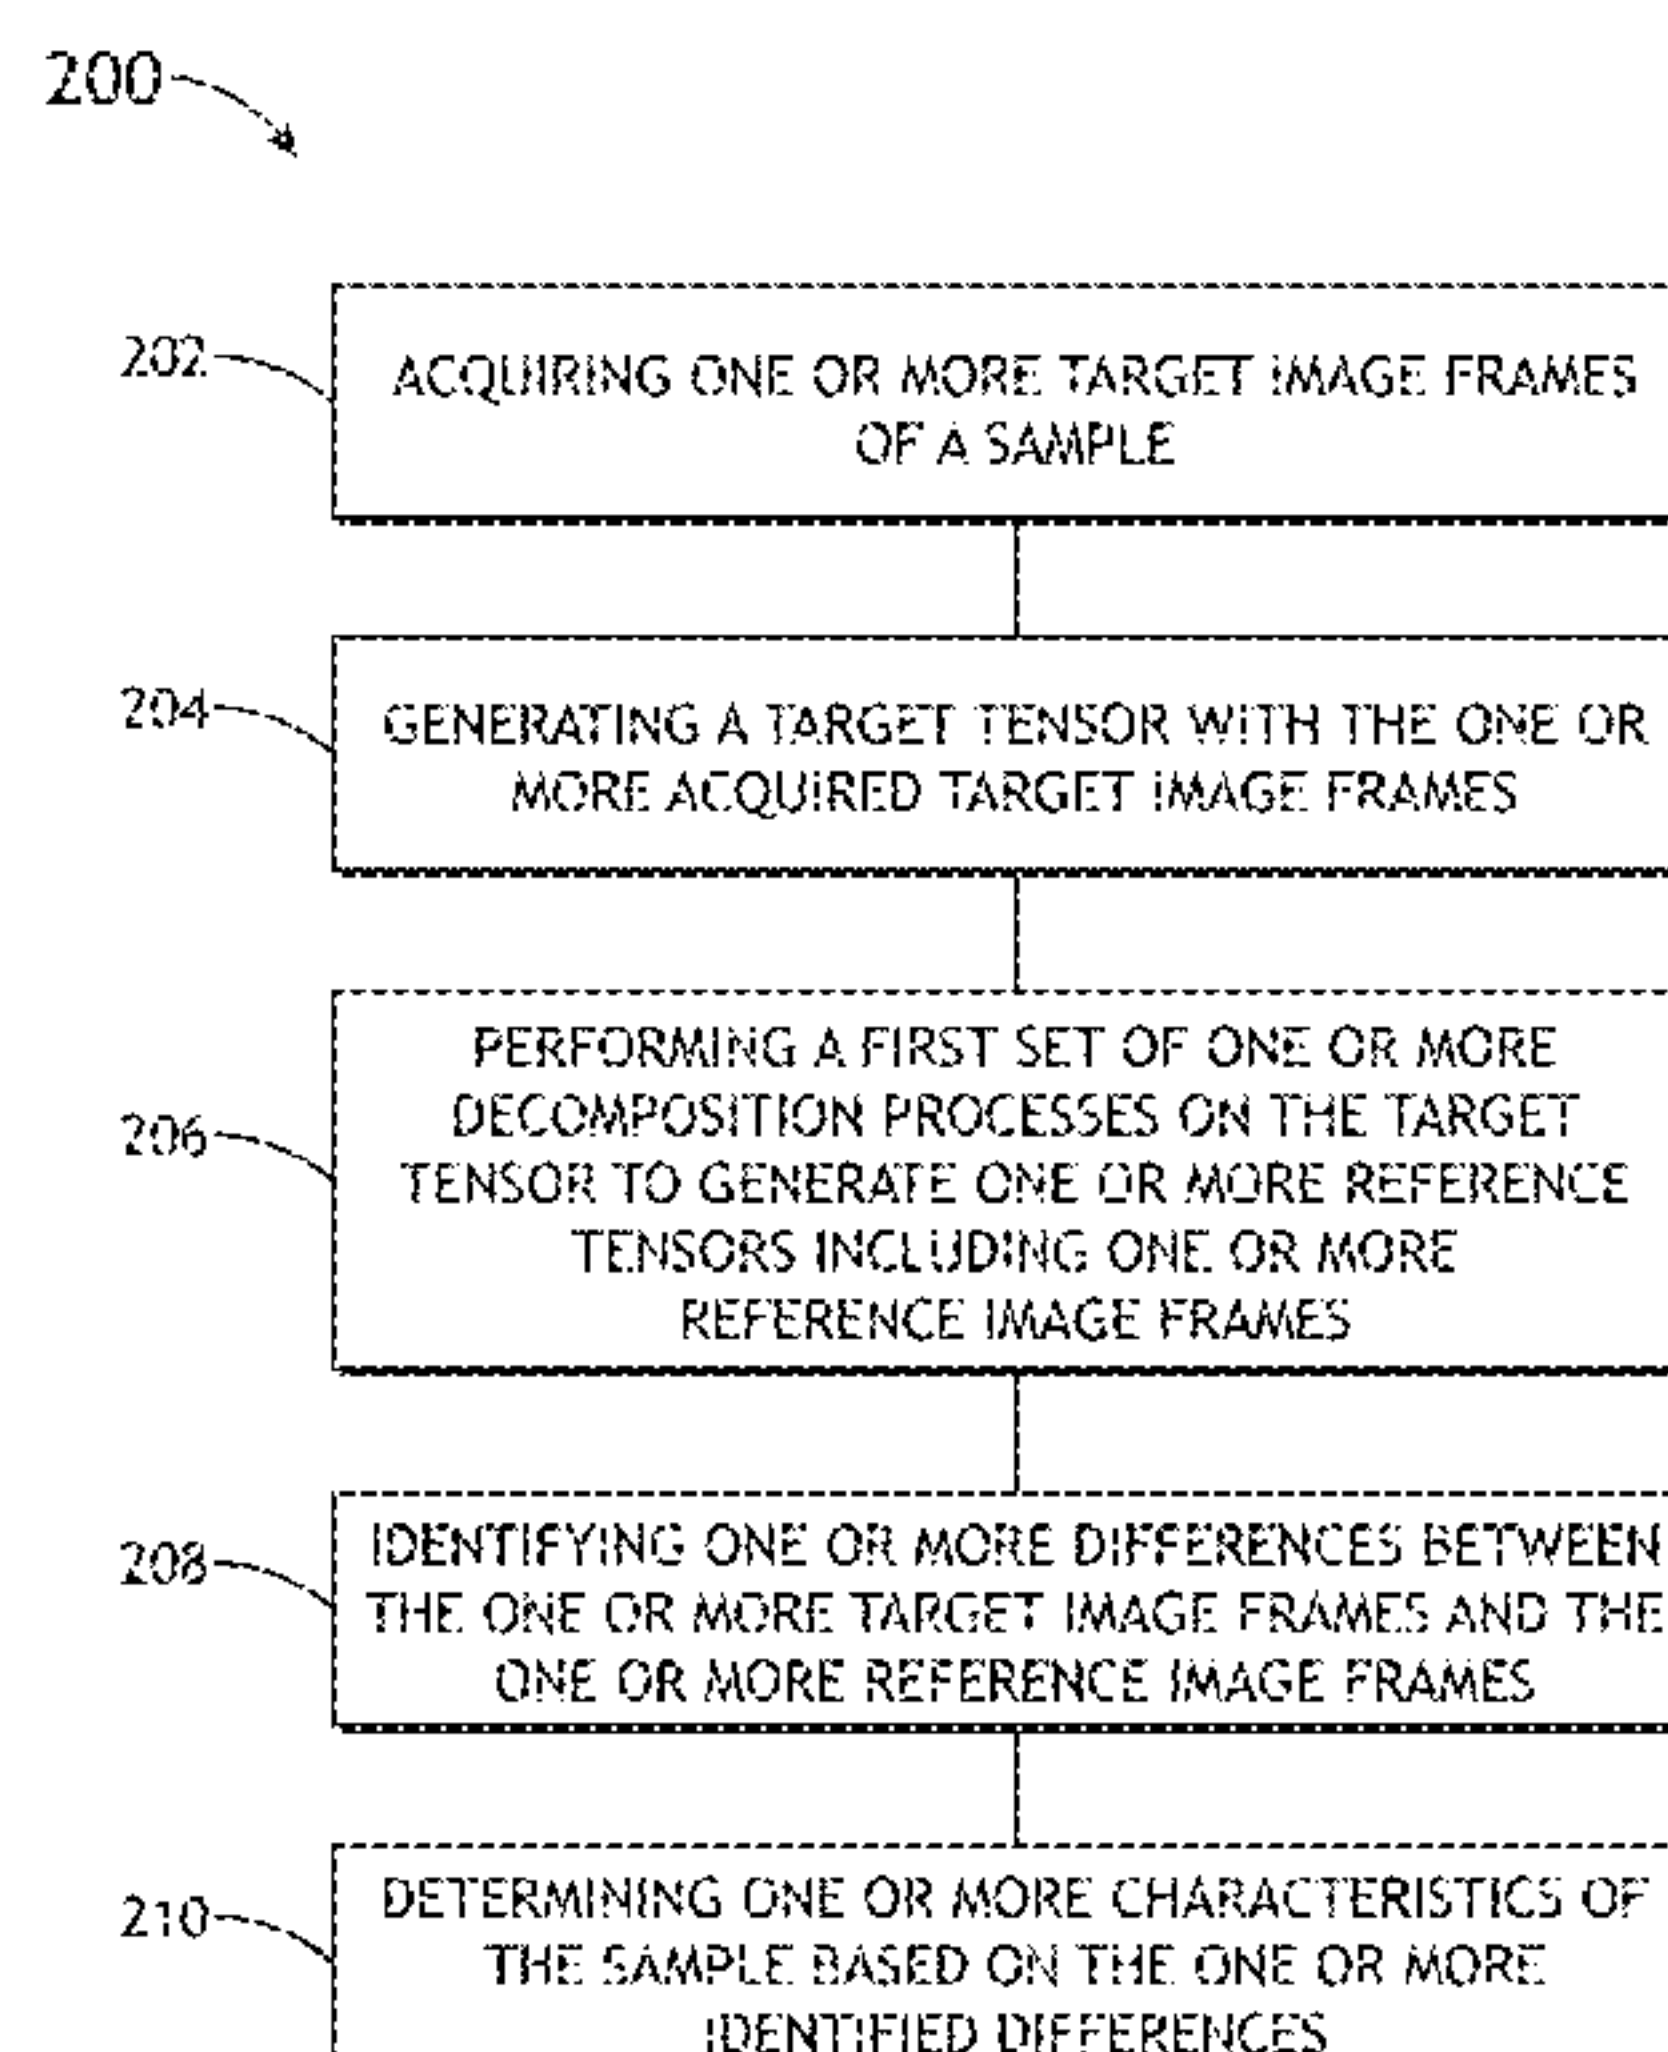 200
202
ACQUIRING ONE OR MORE TARGET IMAGE FRAMES
OF A SAMPLE
204
GENERATING A TARGET TENSOR WITH THE ONE OR
MORE ACQUIRED TARGET IMAGE FRAMES
206
PERFORMING A FIRST SET OF ONE OR MORE
DECOMPOSITION PROCESSES ON THE TARGET
TENSOR TO GENERATE ONE OR MORE REFERENCE
TENSORS INCLUDING ONE OR MORE
REFERENCE IMAGE FRAMES
208
IDENTIFYING ONE OR MORE DIFFERENCES BETWEEN
THE ONE OR MORE TARGET IMAGE FRAMES AND THE
ONE OR MORE REFERENCE IMAGE FRAMES
210
DETERMINING ONE OR MORE CHARACTERISTICS OF
THE SAMPLE BASED ON THE ONE OR MORE
IDENTIFIED DIFFERENCES